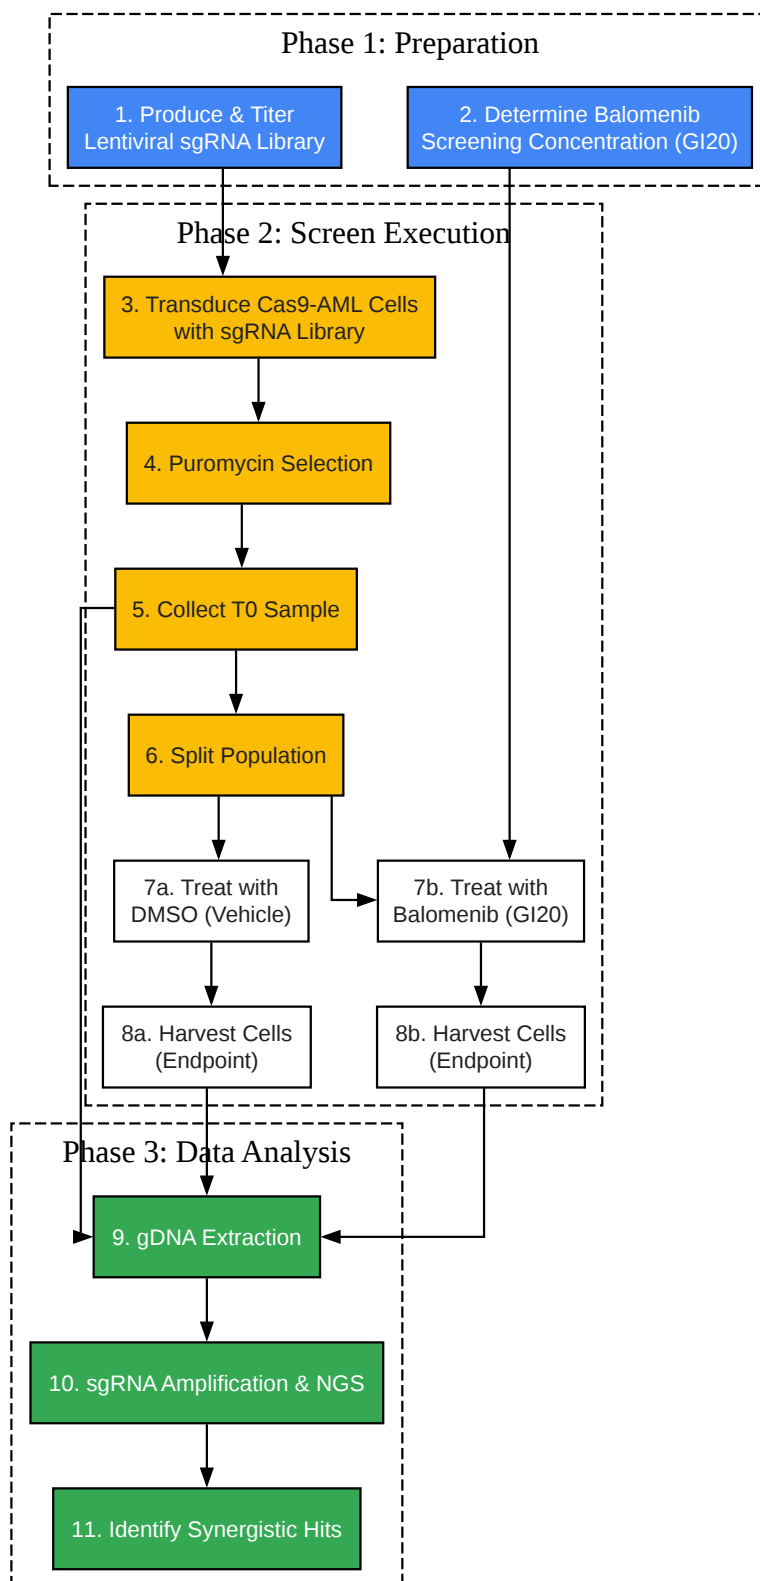 Phase 1: Preparation
1. Produce & Titer
Lentiviral sgRNA Library
2. Determine Balomenib
Screening Concentration (GI20)
Phase 2: Screen Execution
3. Transduce Cas9-AML Cells
with sgRNA Library
4. Puromycin Selection
5. Collect T0 Sample
6. Split Population
7a. Treat with
DMSO (Vehicle)
7b. Treat with
Balomenib (GI20)
8a. Harvest Cells
(Endpoint)
8b. Harvest Cells
(Endpoint)
Phase 3: Data Analysis
9. gDNA Extraction
10. sgRNA Amplification & NGS
11. Identify Synergistic Hits